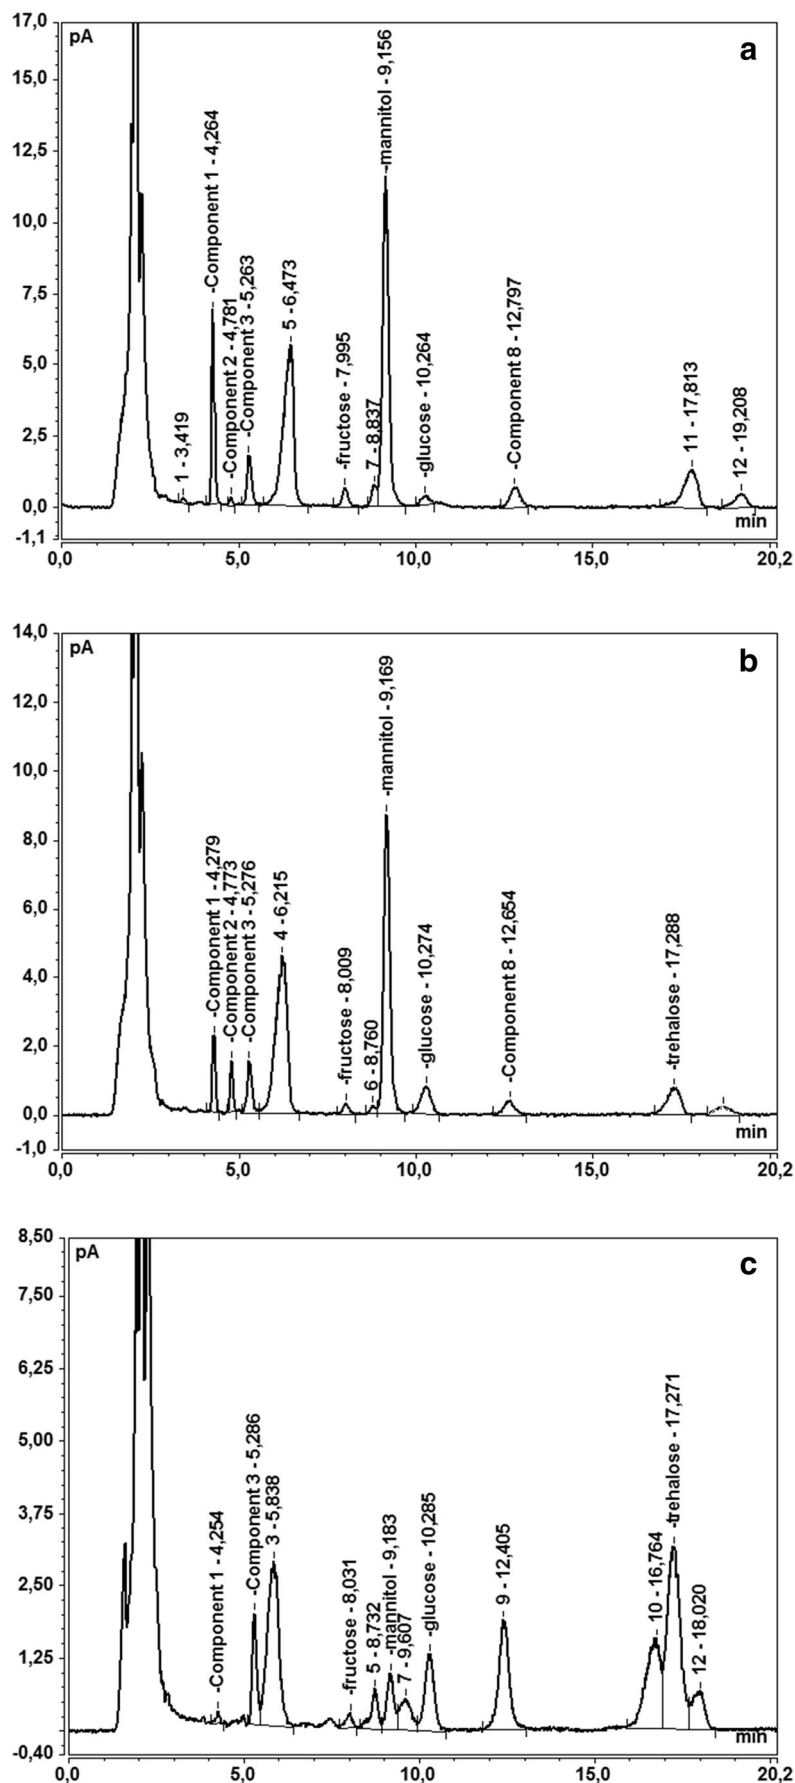 17,0
pA
a
15,0
12,5
10,0
7,5
5,0
2,5
0,0
-1,1
1 - 3,419
Component 1 - 4,264
Component 2 - 4,781
Component 3 - 5,263
5 - 6,473
fructose - 7,995
7 - 8,837
mannitol - 9,156
glucose - 10,264
Component 8 - 12,797
11 - 17,813
12 - 19,208
min
0,0
5,0
10,0
15,0
20,2
14,0
pA
b
12,0
10,0
8,0
6,0
4,0
2,0
0,0
-1,0
Component 1 - 4,279
Component 2 - 4,773
Component 3 - 5,276
4 - 6,215
fructose - 8,009
6 - 8,760
mannitol - 9,169
glucose - 10,274
Component 8 - 12,654
trehalose - 17,288
min
0,0
5,0
10,0
15,0
20,2
8,50
pA
c
7,50
6,25
5,00
3,75
2,50
1,25
-0,40
Component 1 - 4,254
Component 3 - 5,286
3 - 5,838
fructose - 8,031
5 - 8,732
mannitol - 9,183
7 - 9,607
glucose - 10,285
9 - 12,405
10 - 16,764
trehalose - 17,271
12 - 18,020
min
0,0
5,0
10,0
15,0
20,2